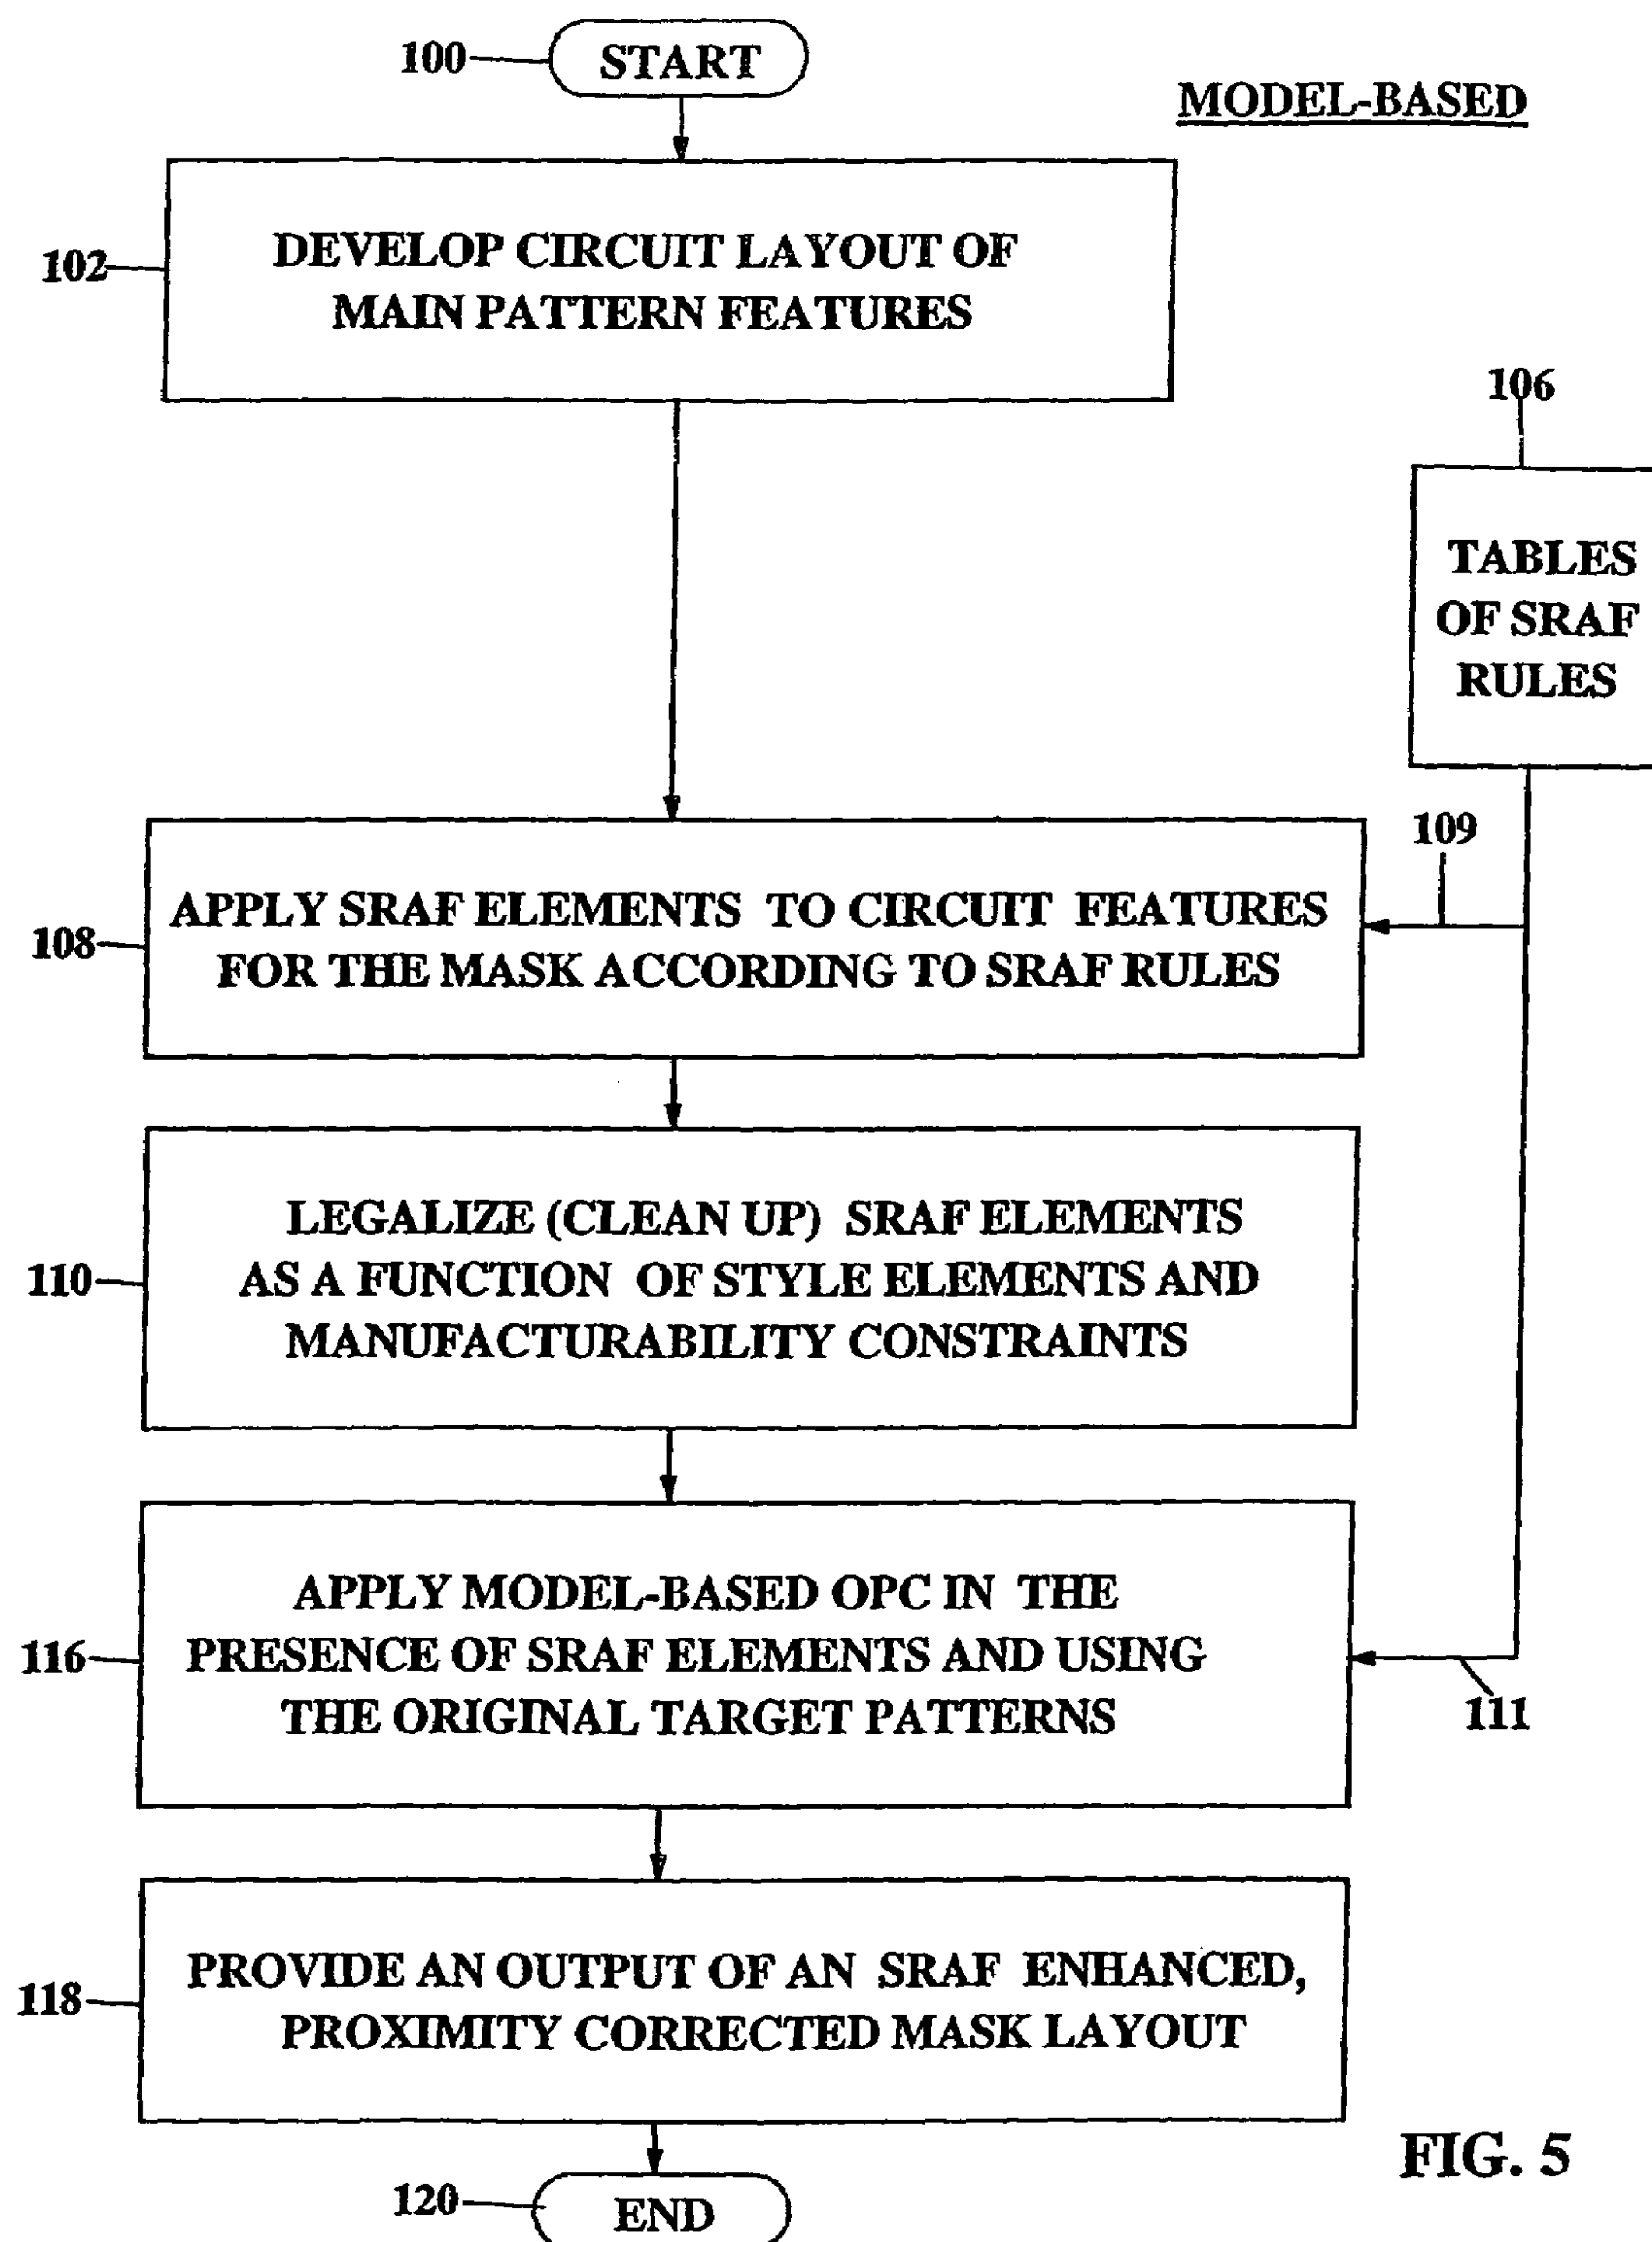 100
START
MODEL-BASED
102
DEVELOP CIRCUIT LAYOUT OF
MAIN PATTERN FEATURES
106
TABLES
OF SRAF
RULES
109
108
APPLY SRAF ELEMENTS TO CIRCUIT FEATURES
FOR THE MASK ACCORDING TO SRAF RULES
110
LEGALIZE (CLEAN UP) SRAF ELEMENTS
AS A FUNCTION OF STYLE ELEMENTS AND
MANUFACTURABILITY CONSTRAINTS
116
APPLY MODEL-BASED OPC IN THE
PRESENCE OF SRAF ELEMENTS AND USING
THE ORIGINAL TARGET PATTERNS
111
118
PROVIDE AN OUTPUT OF AN SRAF ENHANCED,
PROXIMITY CORRECTED MASK LAYOUT
FIG. 5
120
END